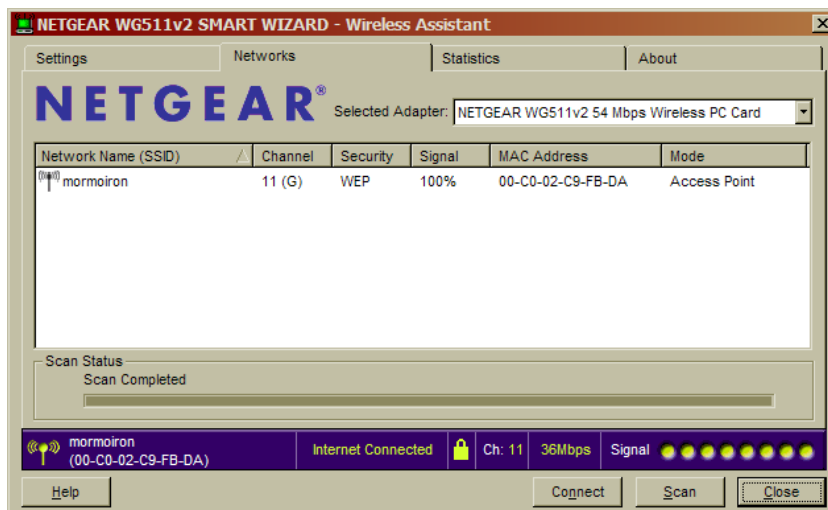 NETGEAR WG511v2 SMART WIZARD - Wireless Assistant
Settings Networks Statistics About
NETGEAR®
Selected Adapter: NETGEAR WG511v2 54 Mbps Wireless PC Card
Network Name (SSID) Channel Security Signal MAC Address Mode
mormoiron 11 (G) WEP 100% 00-C0-02-C9-FB-DA Access Point
Scan Status
Scan Completed
mormoiron
(00-C0-02-C9-FB-DA)
Internet Connected Ch: 11 36Mbps Signal
Help Connect Scan Close